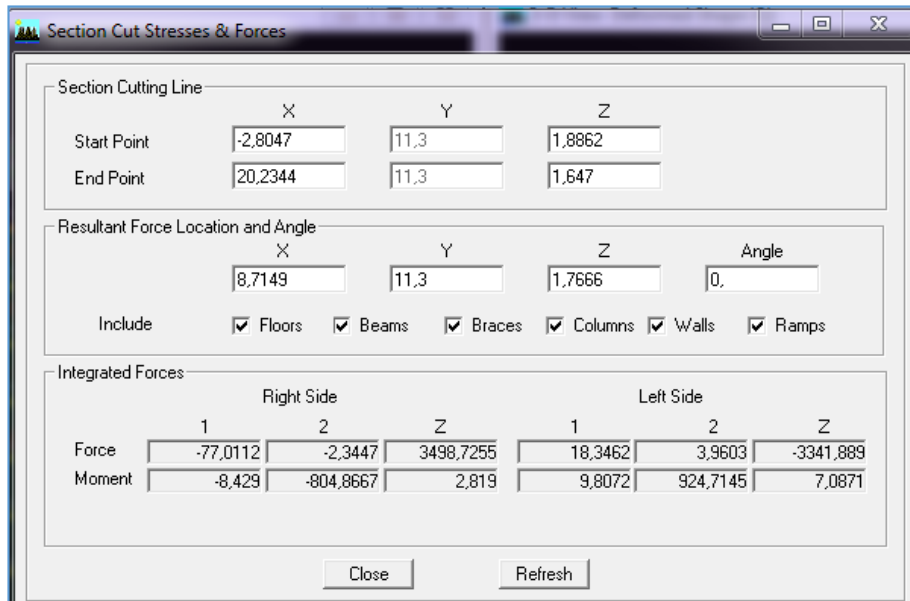 Section Cut Stresses & Forces
Section Cutting Line
X Y Z
Start Point -2,8047 11,3 1,8862
End Point 20,2344 11,3 1,647
Resultant Force Location and Angle
X Y Z Angle
8,7149 11,3 1,7666 0,
Include Floors Beams Braces Columns Walls Ramps
Integrated Forces
Right Side Left Side
1 2 Z 1 2 Z
Force -77,0112 -2,3447 3498,7255 18,3462 3,9603 -3341,889
Moment -8,429 -804,8667 2,819 9,8072 924,7145 7,0871
Close Refresh